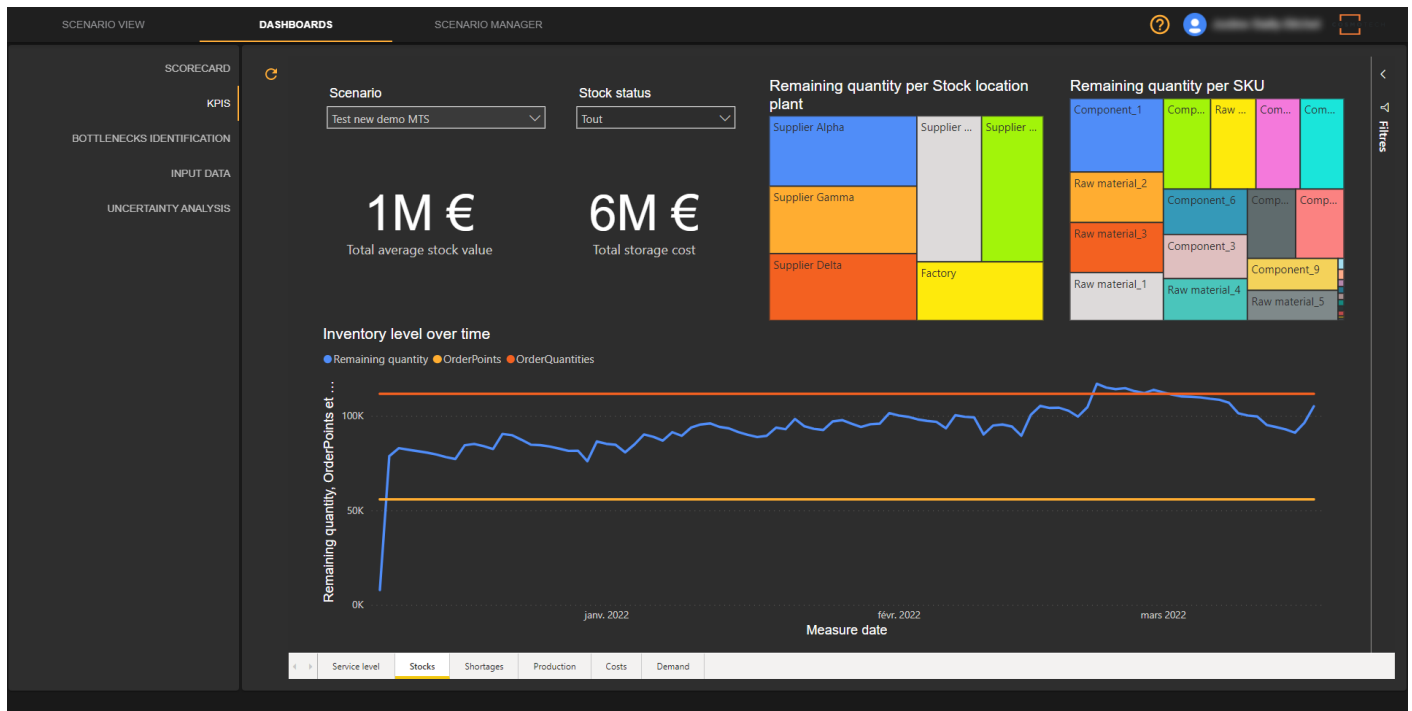 SCENARIO VIEW
DASHBOARDS
SCENARIO MANAGER
SCORECARD
KPIS
BOTTLENECKS IDENTIFICATION
INPUT DATA
UNCERTAINTY ANALYSIS
Scenario
Test new demo MTS
Stock status
Tout
1M €
Total average stock value
6M €
Total storage cost
Remaining quantity per Stock location
plant
Supplier Alpha
Supplier ...
Supplier ...
Supplier Gamma
Supplier Delta
Factory
Remaining quantity per SKU
Component_1
Comp...
Raw ...
Com...
Com...
Raw material_2
Component_6
Comp...
Comp...
Raw material_3
Component_3
Component_9
Raw material_1
Raw material_4
Raw material_5
Filtres
Inventory level over time
Remaining quantity
OrderPoints
OrderQuantities
Remaining quantity, OrderPoints et ...
100K
50K
0K
janv. 2022
févr. 2022
mars 2022
Measure date
Service level
Stocks
Shortages
Production
Costs
Demand